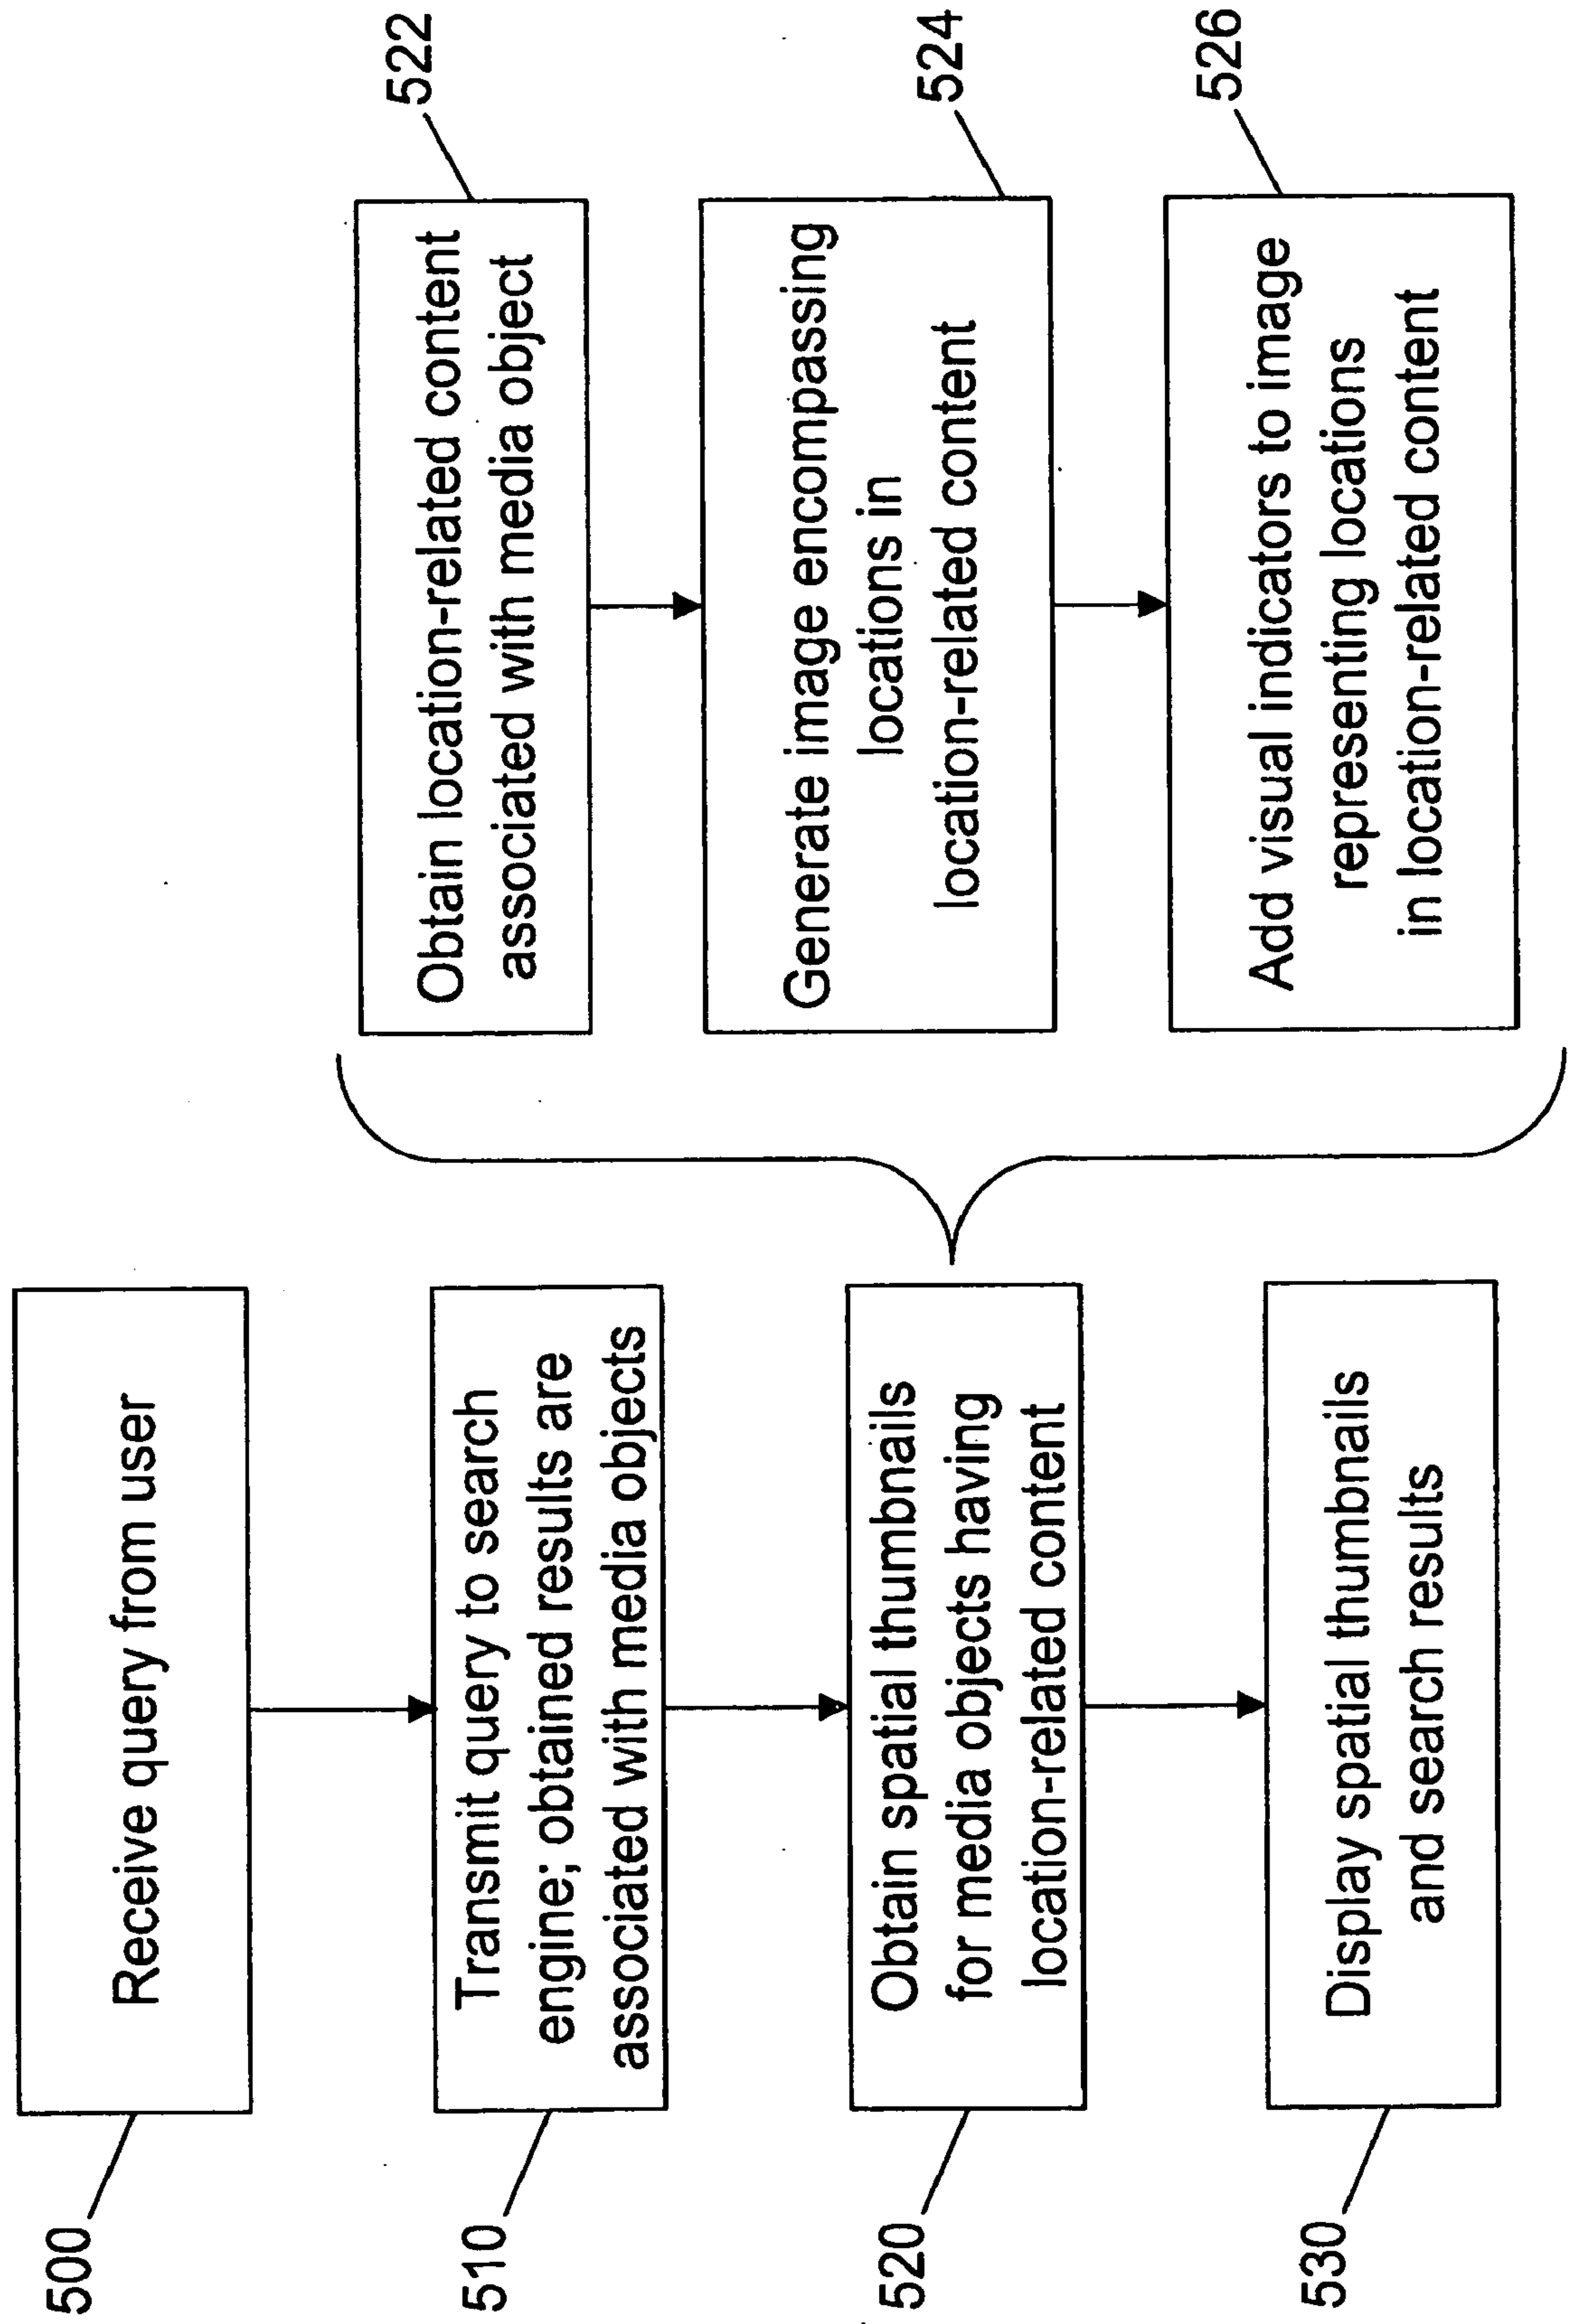 500
Receive query from user
510
Transmit query to search
engine; obtained results are
associated with media objects
520
Obtain spatial thumbnails
for media objects having
location-related content
530
Display spatial thumbnails
and search results
522
Obtain location-related content
associated with media object
524
Generate image encompassing
locations in
location-related content
526
Add visual indicators to image
representing locations
in location-related content